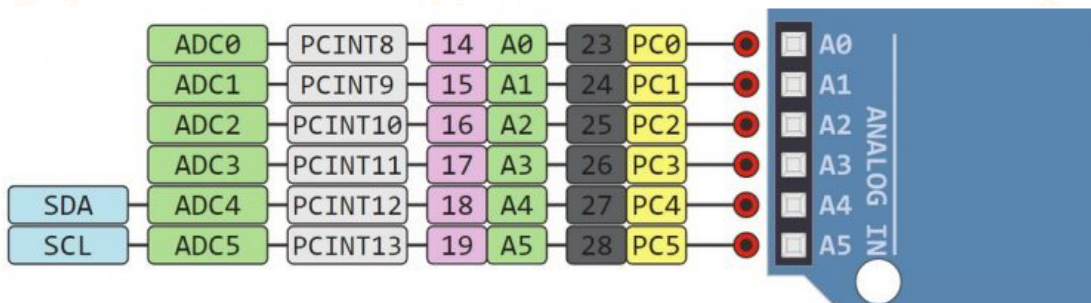 ADC0 PCINT8 14 A0 23 PC0 A0
ADC1 PCINT9 15 A1 24 PC1 A1
ADC2 PCINT10 16 A2 25 PC2 A2
ADC3 PCINT11 17 A3 26 PC3 A3
SDA ADC4 PCINT12 18 A4 27 PC4 A4
SCL ADC5 PCINT13 19 A5 28 PC5 A5
ANALOG IN